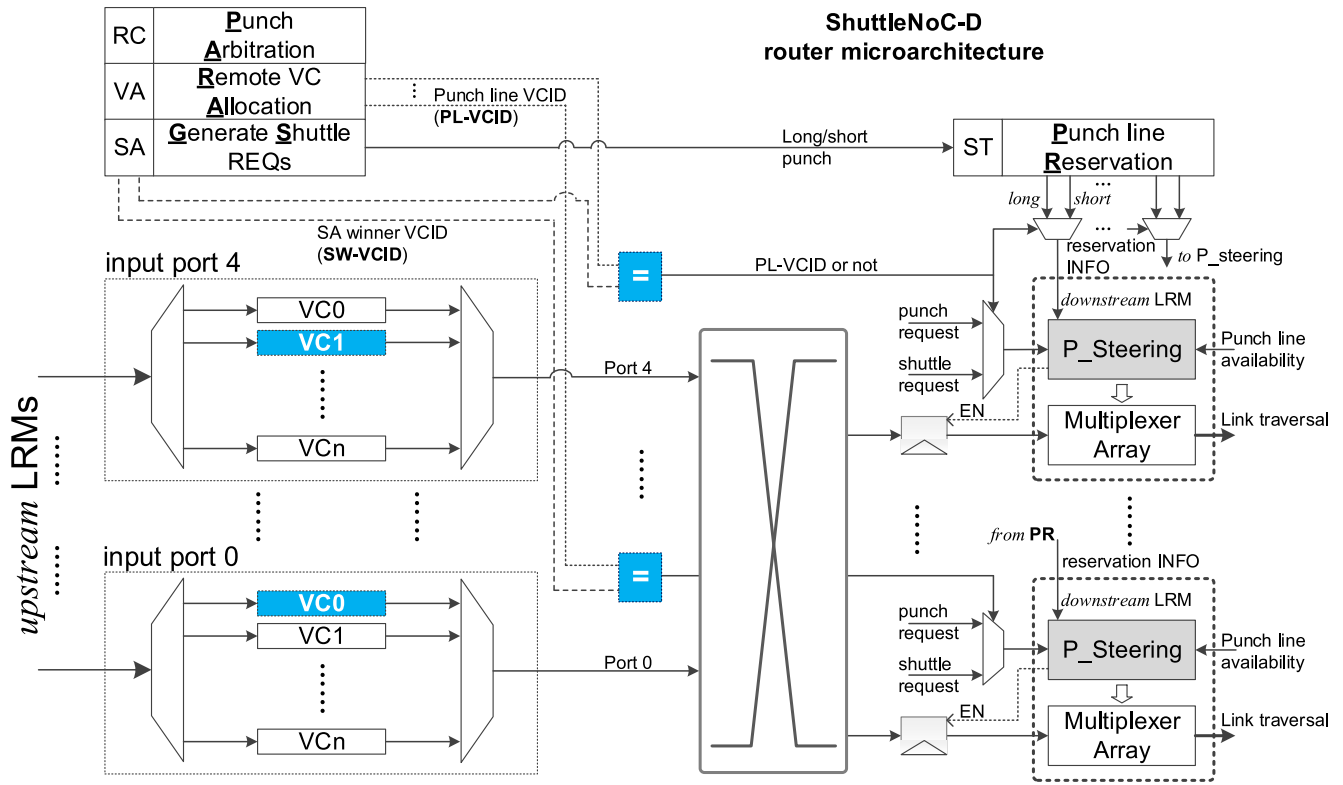 ShuttleNoC-D
router microarchitecture
RC
Punch
Arbitration
VA
Remote VC
Allocation
SA
Generate Shuttle
REQs
Punch line VCID
(PL-VCID)
Long/short
punch
ST
Punch line
Reservation
long
short
...
...
reservation
INFO
to P_steering
SA winner VCID
(SW-VCID)
=
PL-VCID or not
input port 4
VC0
VC1
VCn
Port 4
punch
request
shuttle
request
downstream LRM
P_Steering
Punch line
availability
EN
Multiplexer
Array
Link traversal
upstream LRMs
input port 0
VC0
VC1
VCn
Port 0
=
from PR
reservation INFO
punch
request
shuttle
request
downstream LRM
P_Steering
Punch line
availability
EN
Multiplexer
Array
Link traversal